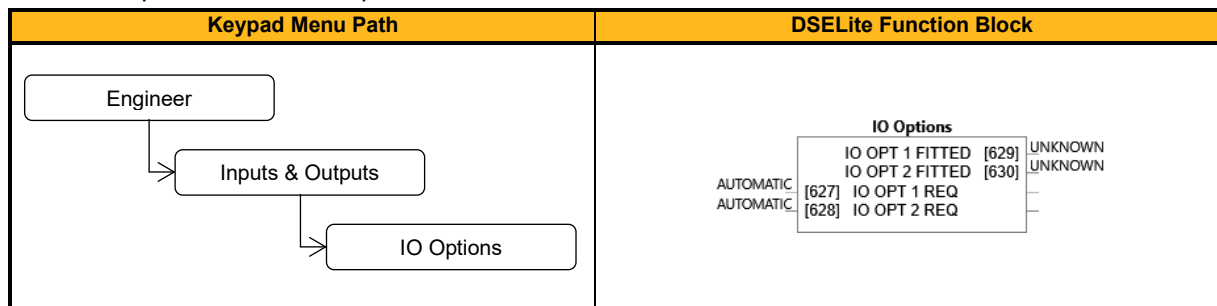 Keypad Menu Path
DSELite Function Block
Engineer
Inputs & Outputs
IO Options
IO Options
IO OPT 1 FITTED [629] UNKNOWN
IO OPT 2 FITTED [630] UNKNOWN
AUTOMATIC [627] IO OPT 1 REQ
AUTOMATIC [628] IO OPT 2 REQ